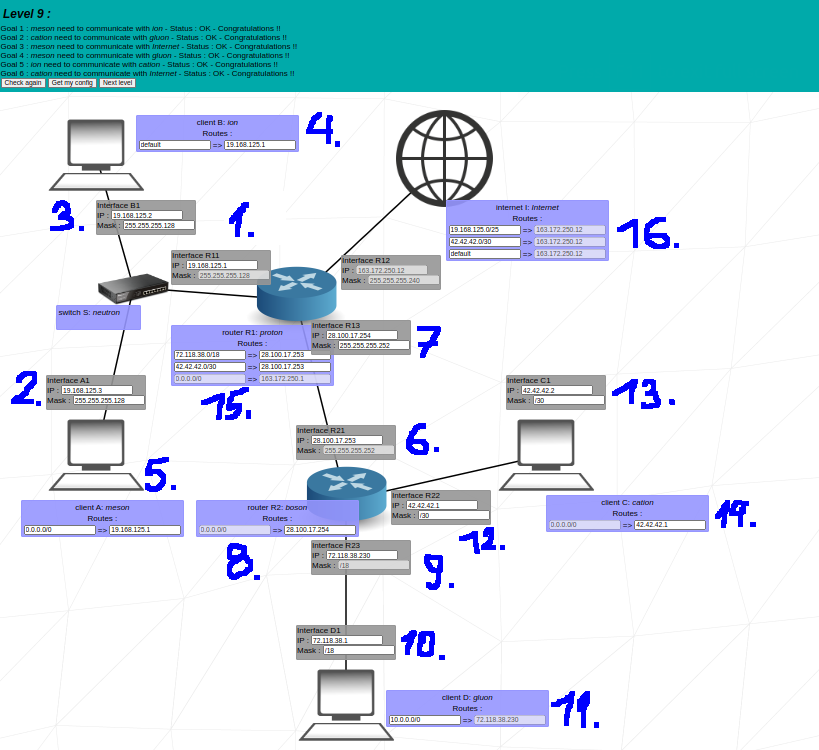 Level 9 :
Goal 1 : meson need to communicate with ion - Status : OK - Congratulations !!
Goal 2 : cation need to communicate with gluon - Status : OK - Congratulations !!
Goal 3 : meson need to communicate with Internet - Status : OK - Congratulations !!
Goal 4 : meson need to communicate with gluon - Status : OK - Congratulations !!
Goal 5 : ion need to communicate with cation - Status : OK - Congratulations !!
Goal 6 : cation need to communicate with Internet - Status : OK - Congratulations !!
Check again Get my config Next level
client B: ion
Routes :
default => 19.168.125.1
4.
Interface B1
IP : 19.168.125.2
Mask : 255.255.255.128
3.
1.
internet I: Internet
Routes :
19.168.125.0/25 => 163.172.250.12
42.42.42.0/30 => 163.172.250.12
default => 163.172.250.12
16.
Interface R11
IP : 19.168.125.1
Mask : 255.255.255.128
Interface R12
IP : 163.172.250.12
Mask : 255.255.255.240
switch S: neutron
Interface R13
IP : 28.100.17.254
Mask : 255.255.255.252
7
router R1: proton
Routes :
72.118.38.0/18 => 28.100.17.253
42.42.42.0/30 => 28.100.17.253
0.0.0.0/0 => 163.172.250.1
15.
Interface A1
IP : 19.168.125.3
Mask : 255.255.255.128
2.
Interface C1
IP : 42.42.42.2
Mask : /30
13.
Interface R21
IP : 28.100.17.253
Mask : 255.255.255.252
6.
5.
client A: meson
Routes :
0.0.0.0/0 => 19.168.125.1
router R2: boson
Routes :
0.0.0.0/0 => 28.100.17.254
8.
Interface R22
IP : 42.42.42.1
Mask : /30
12.
client C: cation
Routes :
0.0.0.0/0 => 42.42.42.1
14.
Interface R23
IP : 72.118.38.230
Mask : /18
9.
Interface D1
IP : 72.118.38.1
Mask : /18
10.
client D: gluon
Routes :
10.0.0.0/0 => 72.118.38.230
11.